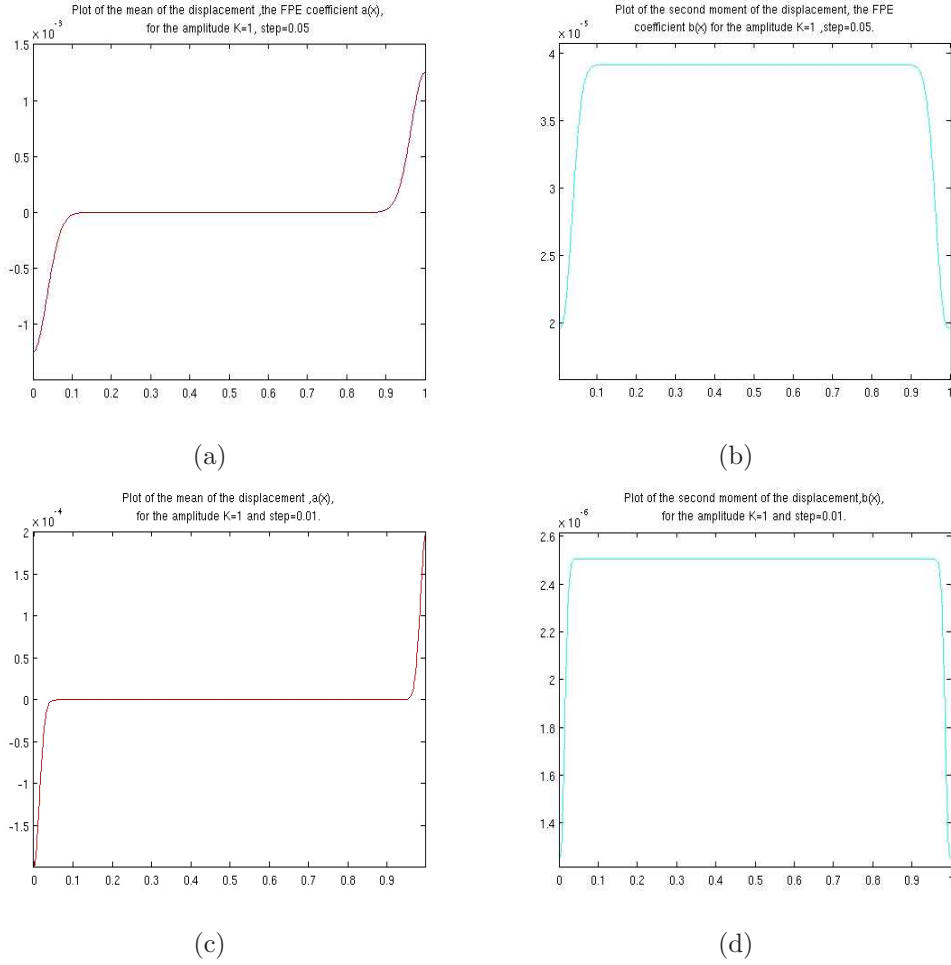 Plot of the mean of the displacement ,the FPE coefficient a(x),
for the amplitude K=1, step=0.05
x 10^-3
1.5
1
0.5
0
-0.5
-1
0 0.1 0.2 0.3 0.4 0.5 0.6 0.7 0.8 0.9 1
(a)
Plot of the second moment of the displacement, the FPE
coefficient b(x) for the amplitude K=1 ,step=0.05.
x 10^-5
4
3.5
3
2.5
2
0.1 0.2 0.3 0.4 0.5 0.6 0.7 0.8 0.9 1
(b)
Plot of the mean of the displacement ,a(x),
for the amplitude K=1 and step=0.01.
x 10^-4
2
1.5
1
0.5
0
-0.5
-1
-1.5
0 0.1 0.2 0.3 0.4 0.5 0.6 0.7 0.8 0.9 1
(c)
Plot of the second moment of the displacement,b(x),
for the amplitude K=1 and step=0.01.
x 10^-6
2.6
2.4
2.2
2
1.8
1.6
1.4
0 0.1 0.2 0.3 0.4 0.5 0.6 0.7 0.8 0.9 1
(d)